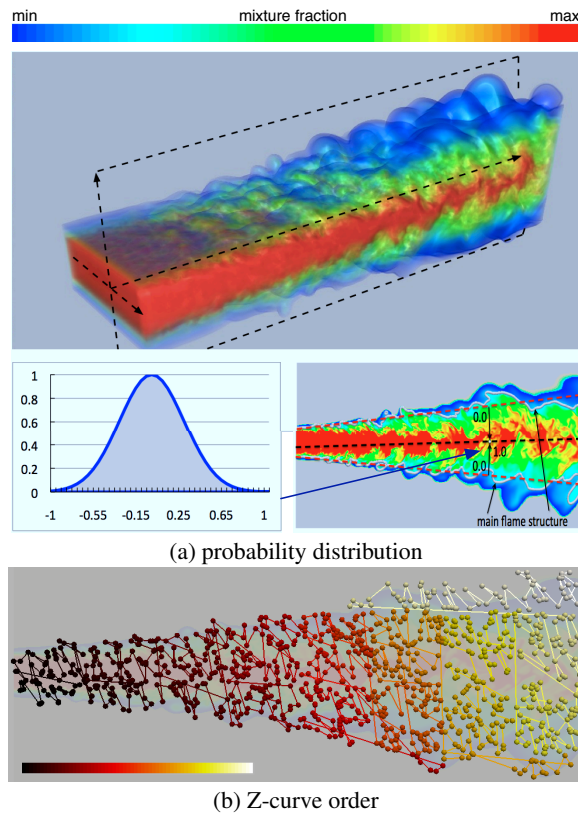 min mixture fraction max
1
0.8
0.6
0.4
0.2
0
-1 -0.55 -0.15 0.25 0.65 1
0.0
1.0
0.0
main flame structure
(a) probability distribution
(b) Z-curve order